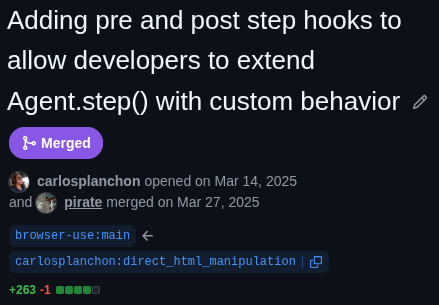 Adding pre and post step hooks to
allow developers to extend
Agent.step() with custom behavior
Merged
carlosplanchon opened on Mar 14, 2025
and pirate merged on Mar 27, 2025
browser-use:main
carlosplanchon:direct_html_manipulation
+263 -1